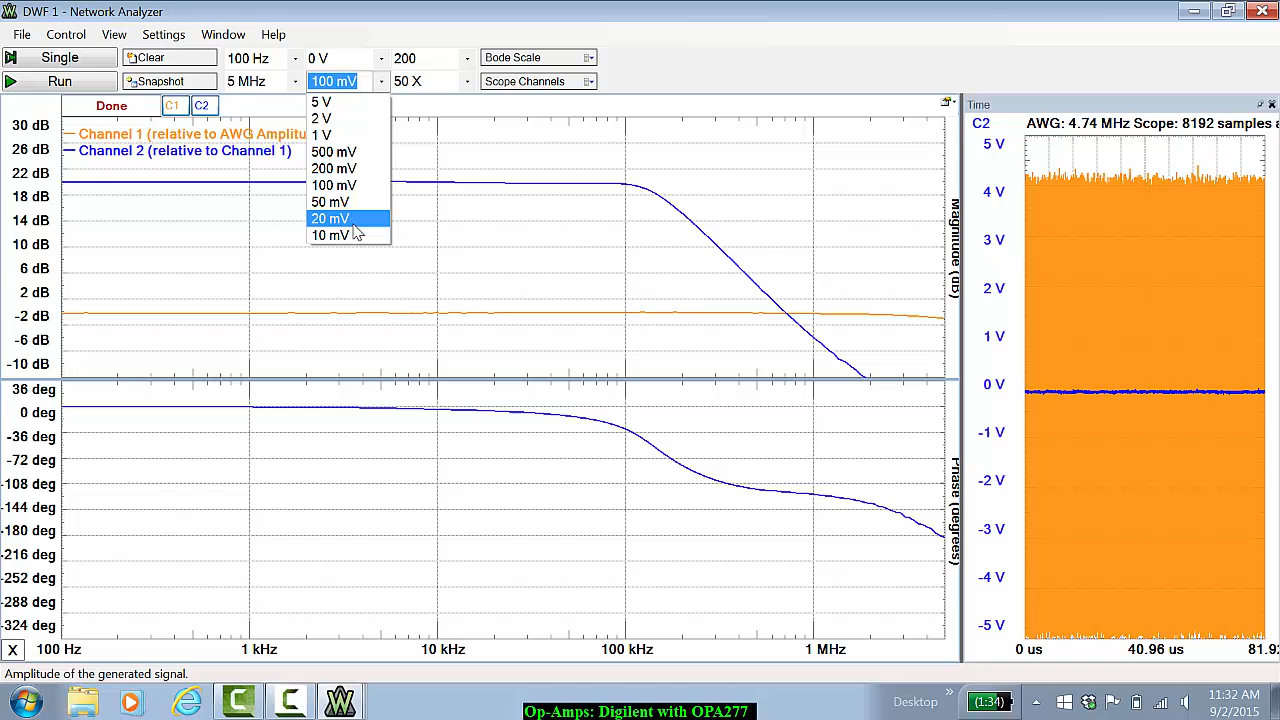 DWF 1 - Network Analyzer
File Control View Settings Window Help
Single Clear 100 Hz 0 V 200 Bode Scale
Run Snapshot 5 MHz 100 mV 50 X Scope Channels
Done C1 C2
5 V
2 V
1 V
500 mV
200 mV
100 mV
50 mV
20 mV
10 mV
Channel 1 (relative to AWG Amplitu
Channel 2 (relative to Channel 1)
30 dB
26 dB
22 dB
18 dB
14 dB
10 dB
6 dB
2 dB
-2 dB
-6 dB
-10 dB
Magnitude (dB)
36 deg
0 deg
-36 deg
-72 deg
-108 deg
-144 deg
-180 deg
-216 deg
-252 deg
-288 deg
-324 deg
Phase (degrees)
X 100 Hz 1 kHz 10 kHz 100 kHz 1 MHz
Time
C2 AWG: 4.74 MHz Scope: 8192 samples a
5 V
4 V
3 V
2 V
1 V
0 V
-1 V
-2 V
-3 V
-4 V
-5 V
0 us 40.96 us 81.92
Amplitude of the generated signal.
Desktop » (1:34) 11:32 AM
9/2/2015
Op-Amps: Digilent with OPA277